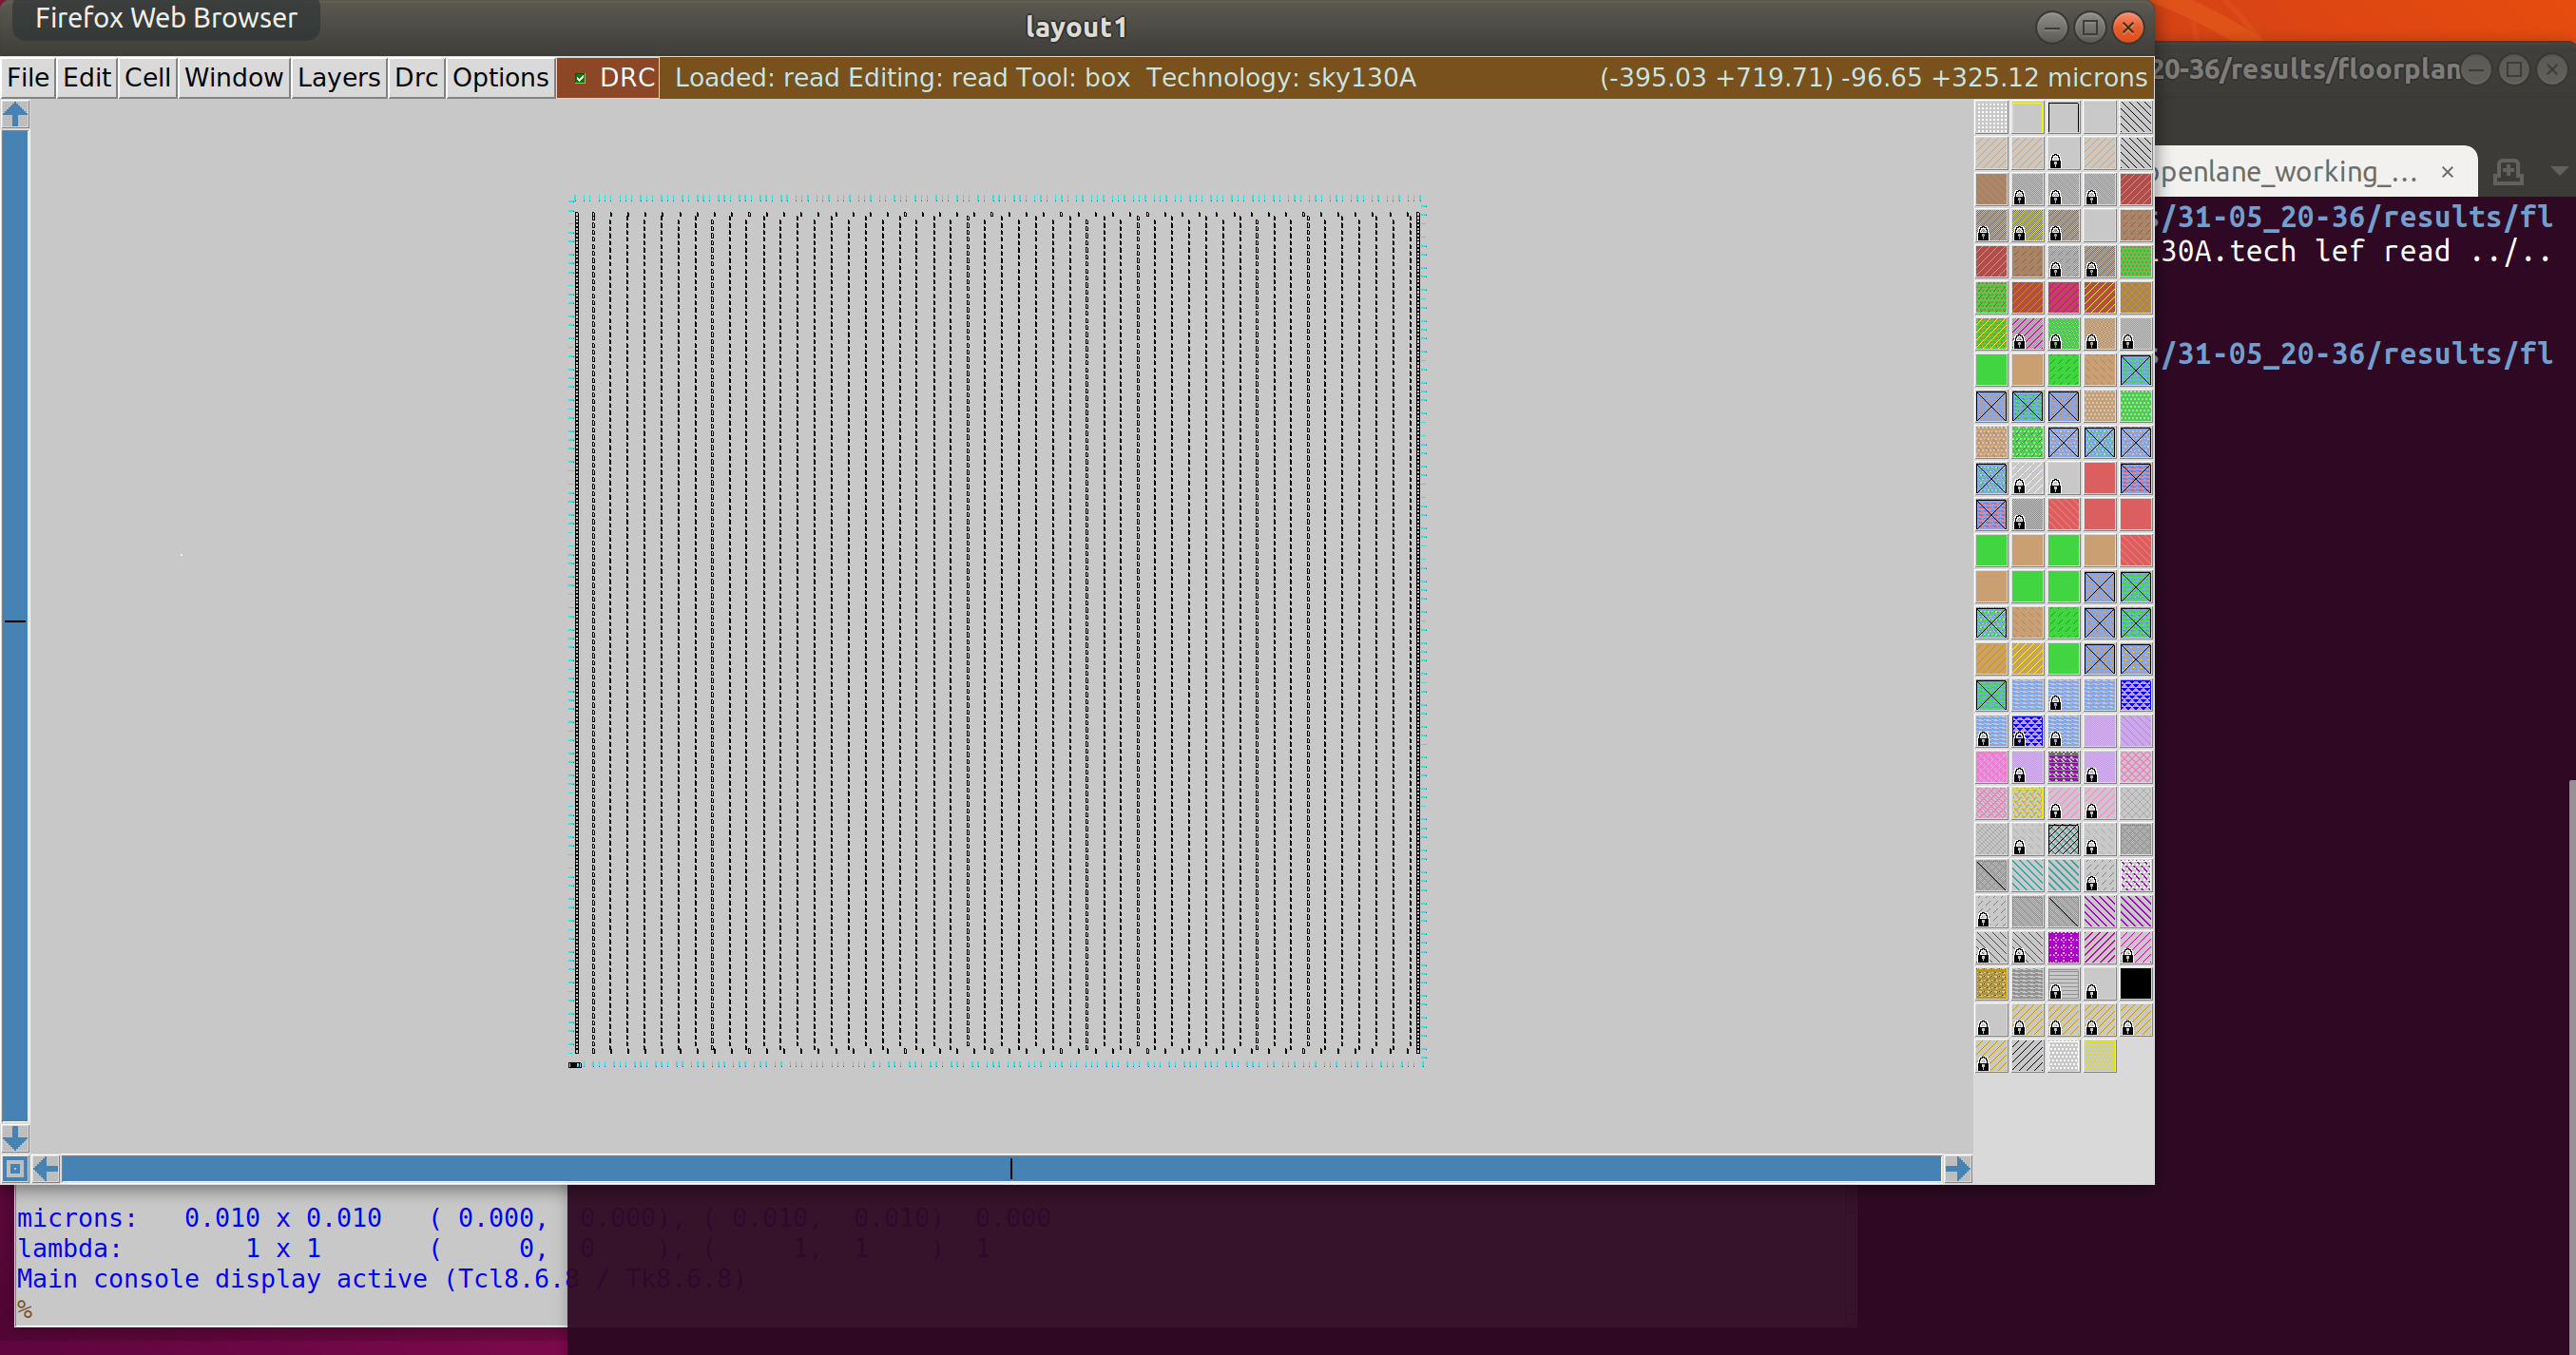 Firefox Web Browser
layout1
File Edit Cell Window Layers Drc Options DRC Loaded: read Editing: read Tool: box Technology: sky130A (-395.03 +719.71) -96.65 +325.12 microns
20-36/results/floorplan
openlane_working_...
/31-05_20-36/results/fl
30A.tech lef read ../..
/31-05_20-36/results/fl
microns: 0.010 x 0.010 ( 0.000, 0.000), ( 0.010, 0.010) 0.000
lambda: 1 x 1 ( 0, 0 ), ( 1, 1 ) 1
Main console display active (Tcl8.6.8 / Tk8.6.8)
%